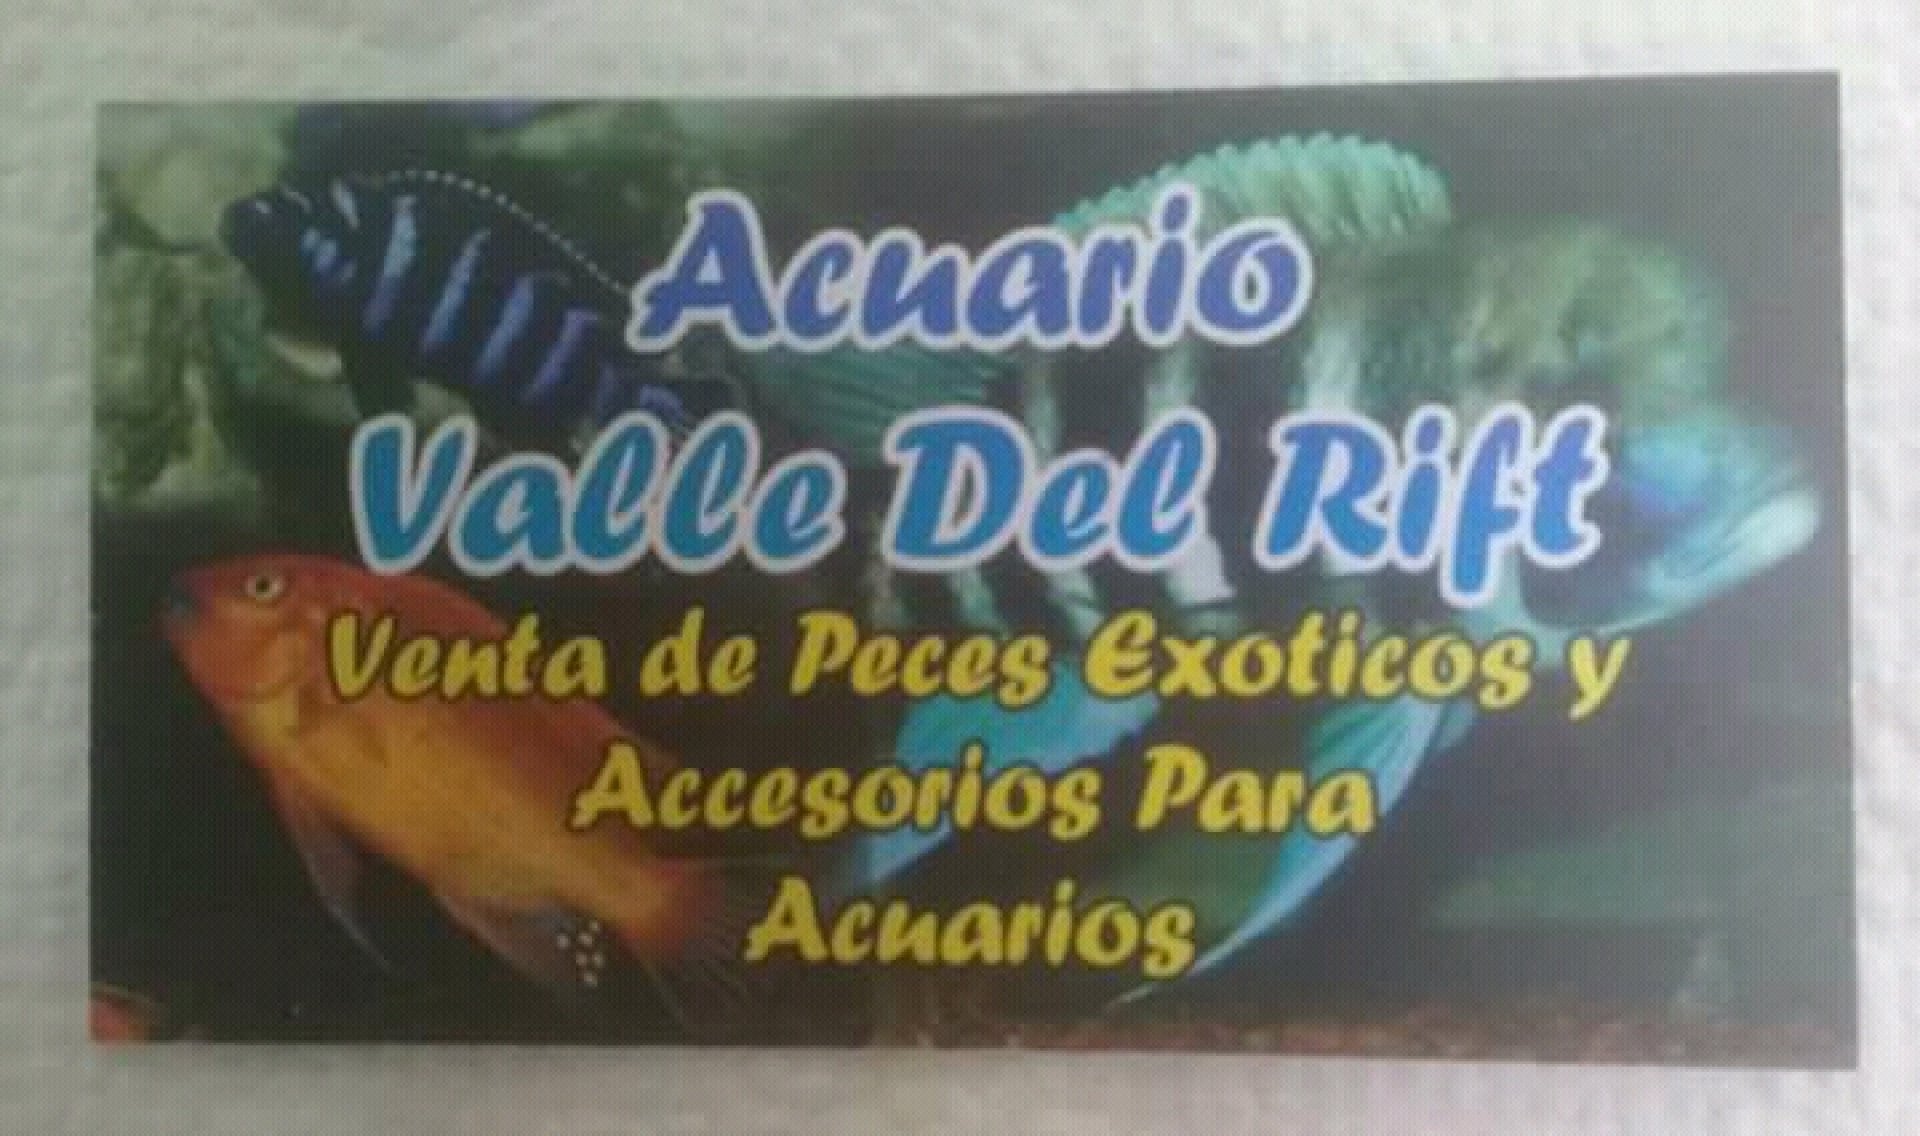 Acuario
Valle Del Rift
Venta de Peces Exoticos y
Accesorios Para
Acuarios